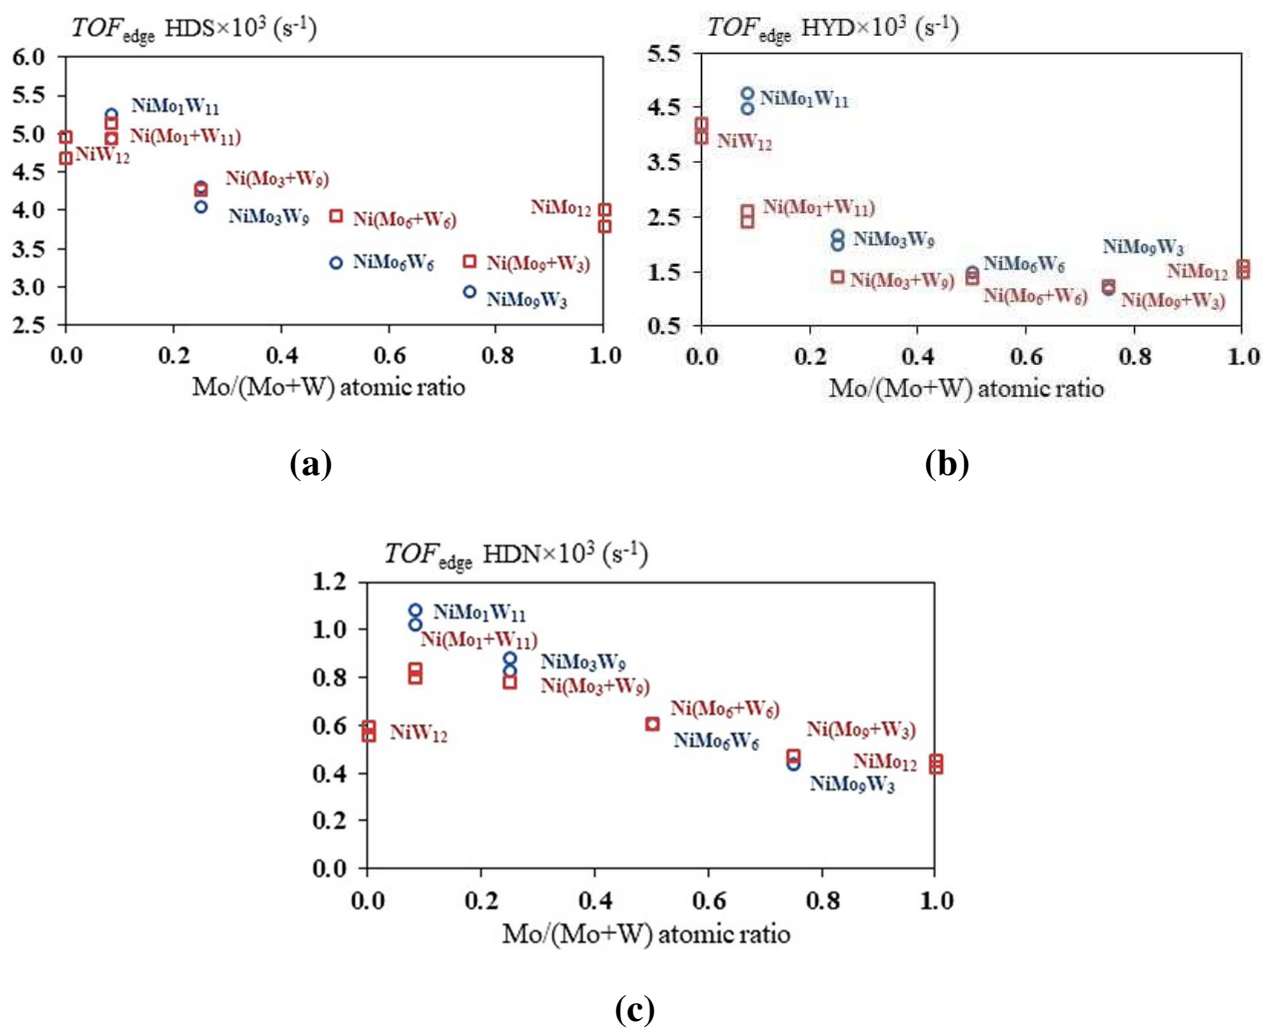 TOFedge HDS×10³ (s⁻¹)
6.0
5.5
5.0
4.5
4.0
3.5
3.0
2.5
NiMo₁W₁₁
Ni(Mo₁+W₁₁)
NiW₁₂
Ni(Mo₃+W₉)
NiMo₃W₉
Ni(Mo₆+W₆)
NiMo₁₂
NiMo₆W₆
Ni(Mo₉+W₃)
NiMo₉W₃
0.0 0.2 0.4 0.6 0.8 1.0
Mo/(Mo+W) atomic ratio
(a)
TOFedge HYD×10³ (s⁻¹)
5.5
4.5
3.5
2.5
1.5
0.5
NiMo₁W₁₁
NiW₁₂
Ni(Mo₁+W₁₁)
NiMo₃W₉
NiMo₉W₃
NiMo₆W₆
NiMo₁₂
Ni(Mo₃+W₉)
Ni(Mo₆+W₆)
Ni(Mo₉+W₃)
0.0 0.2 0.4 0.6 0.8 1.0
Mo/(Mo+W) atomic ratio
(b)
TOFedge HDN×10³ (s⁻¹)
1.2
1.0
0.8
0.6
0.4
0.2
0.0
NiMo₁W₁₁
Ni(Mo₁+W₁₁)
NiMo₃W₉
Ni(Mo₃+W₉)
Ni(Mo₆+W₆)
NiW₁₂
Ni(Mo₉+W₃)
NiMo₆W₆
NiMo₁₂
NiMo₉W₃
0.0 0.2 0.4 0.6 0.8 1.0
Mo/(Mo+W) atomic ratio
(c)